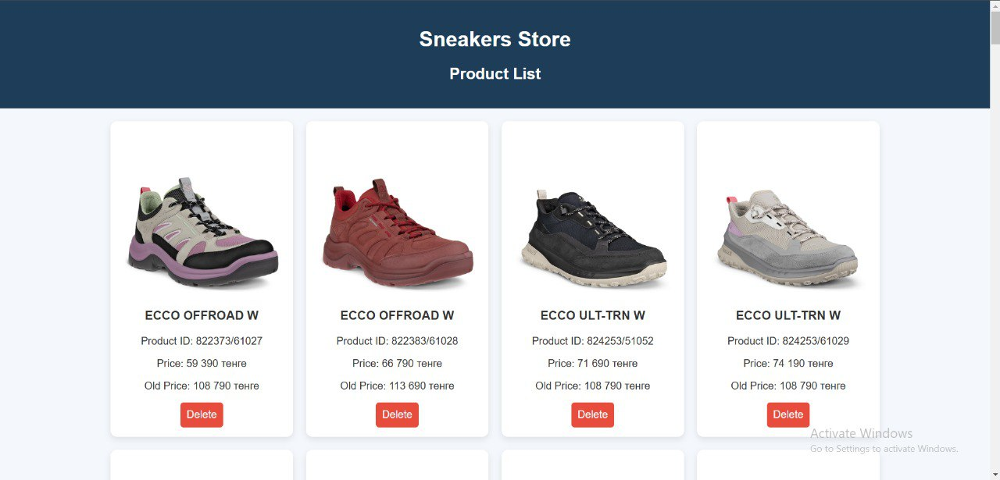 Sneakers Store
Product List
ECCO OFFROAD W
Product ID: 822373/61027
Price: 59 390 тенге
Old Price: 108 790 тенге
Delete
ECCO OFFROAD W
Product ID: 822383/61028
Price: 66 790 тенге
Old Price: 113 690 тенге
Delete
ECCO ULT-TRN W
Product ID: 824253/51052
Price: 71 690 тенге
Old Price: 108 790 тенге
Delete
ECCO ULT-TRN W
Product ID: 824253/61029
Price: 74 190 тенге
Old Price: 108 790 тенге
Delete
Activate Windows
Go to Settings to activate Windows.